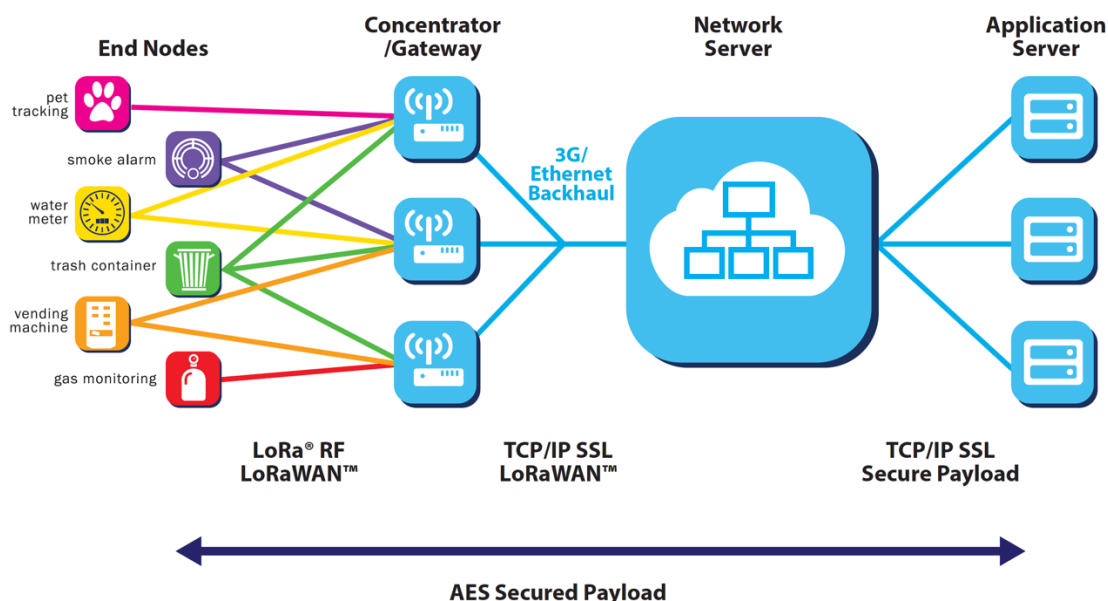 End Nodes
Concentrator
/Gateway
Network
Server
Application
Server
pet
tracking
smoke alarm
water
meter
trash container
vending
machine
gas monitoring
3G/
Ethernet
Backhaul
LoRa® RF
LoRaWAN™
TCP/IP SSL
LoRaWAN™
TCP/IP SSL
Secure Payload
AES Secured Payload